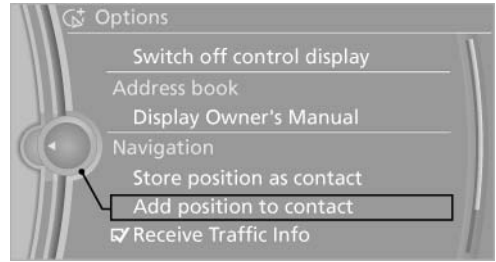 Options
Switch off control display
Address book
Display Owner's Manual
Navigation
Store position as contact
Add position to contact
Receive Traffic Info